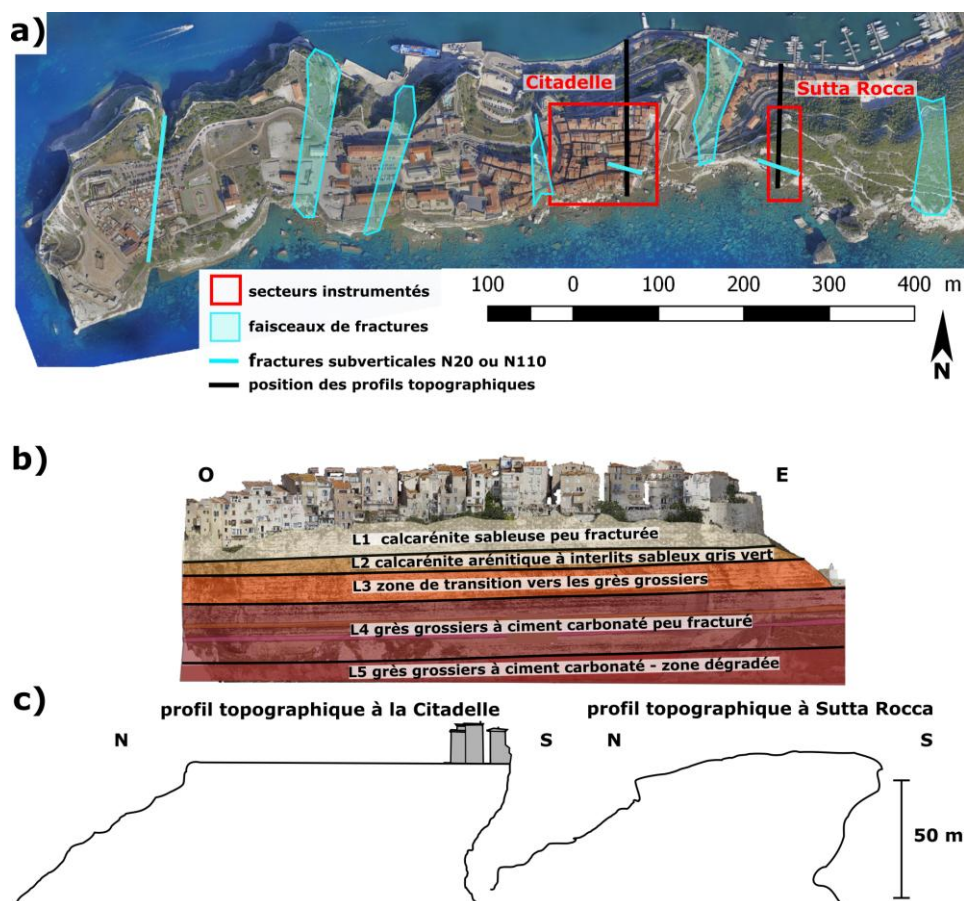 a)
Citadelle
Sutta Rocca
secteurs instrumentés
faisceaux de fractures
fractures subverticales N20 ou N110
position des profils topographiques
100 0 100 200 300 400 m
N
b)
O E
L1 calcarénite sableuse peu fracturée
L2 calcarénite arénitique à interlits sableux gris vert
L3 zone de transition vers les grès grossiers
L4 grès grossiers à ciment carbonaté peu fracturé
L5 grès grossiers à ciment carbonaté - zone dégradée
c)
profil topographique à la Citadelle profil topographique à Sutta Rocca
N S N S
50 m